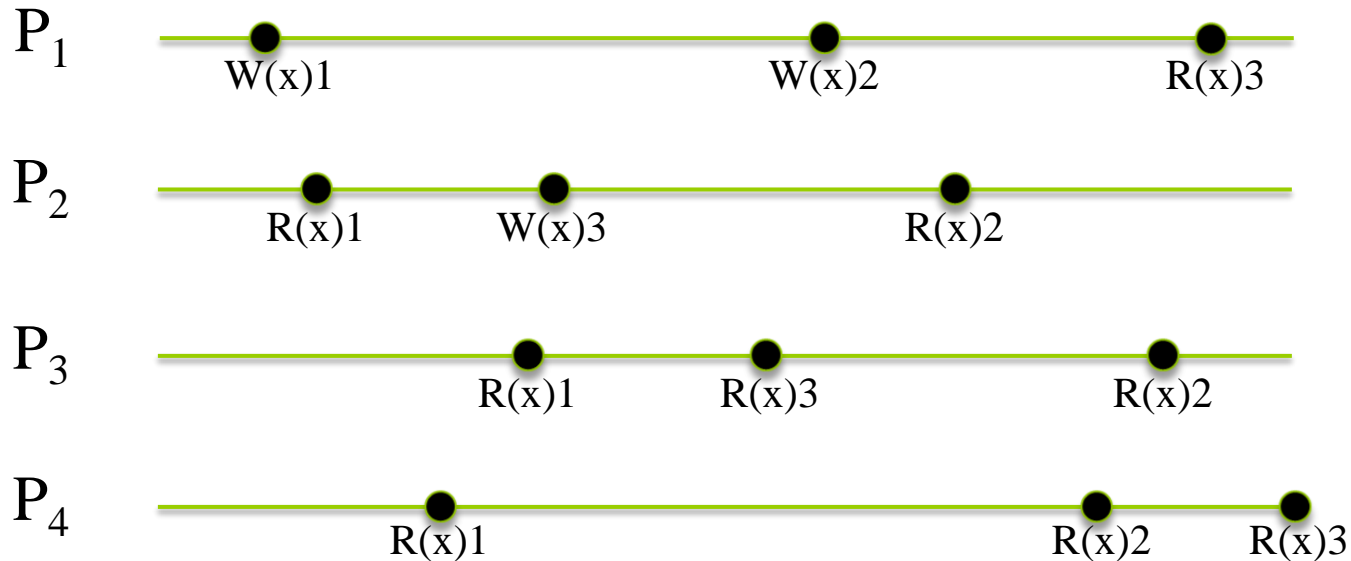 P1
W(x)1 W(x)2 R(x)3
P2
R(x)1 W(x)3 R(x)2
P3
R(x)1 R(x)3 R(x)2
P4
R(x)1 R(x)2 R(x)3